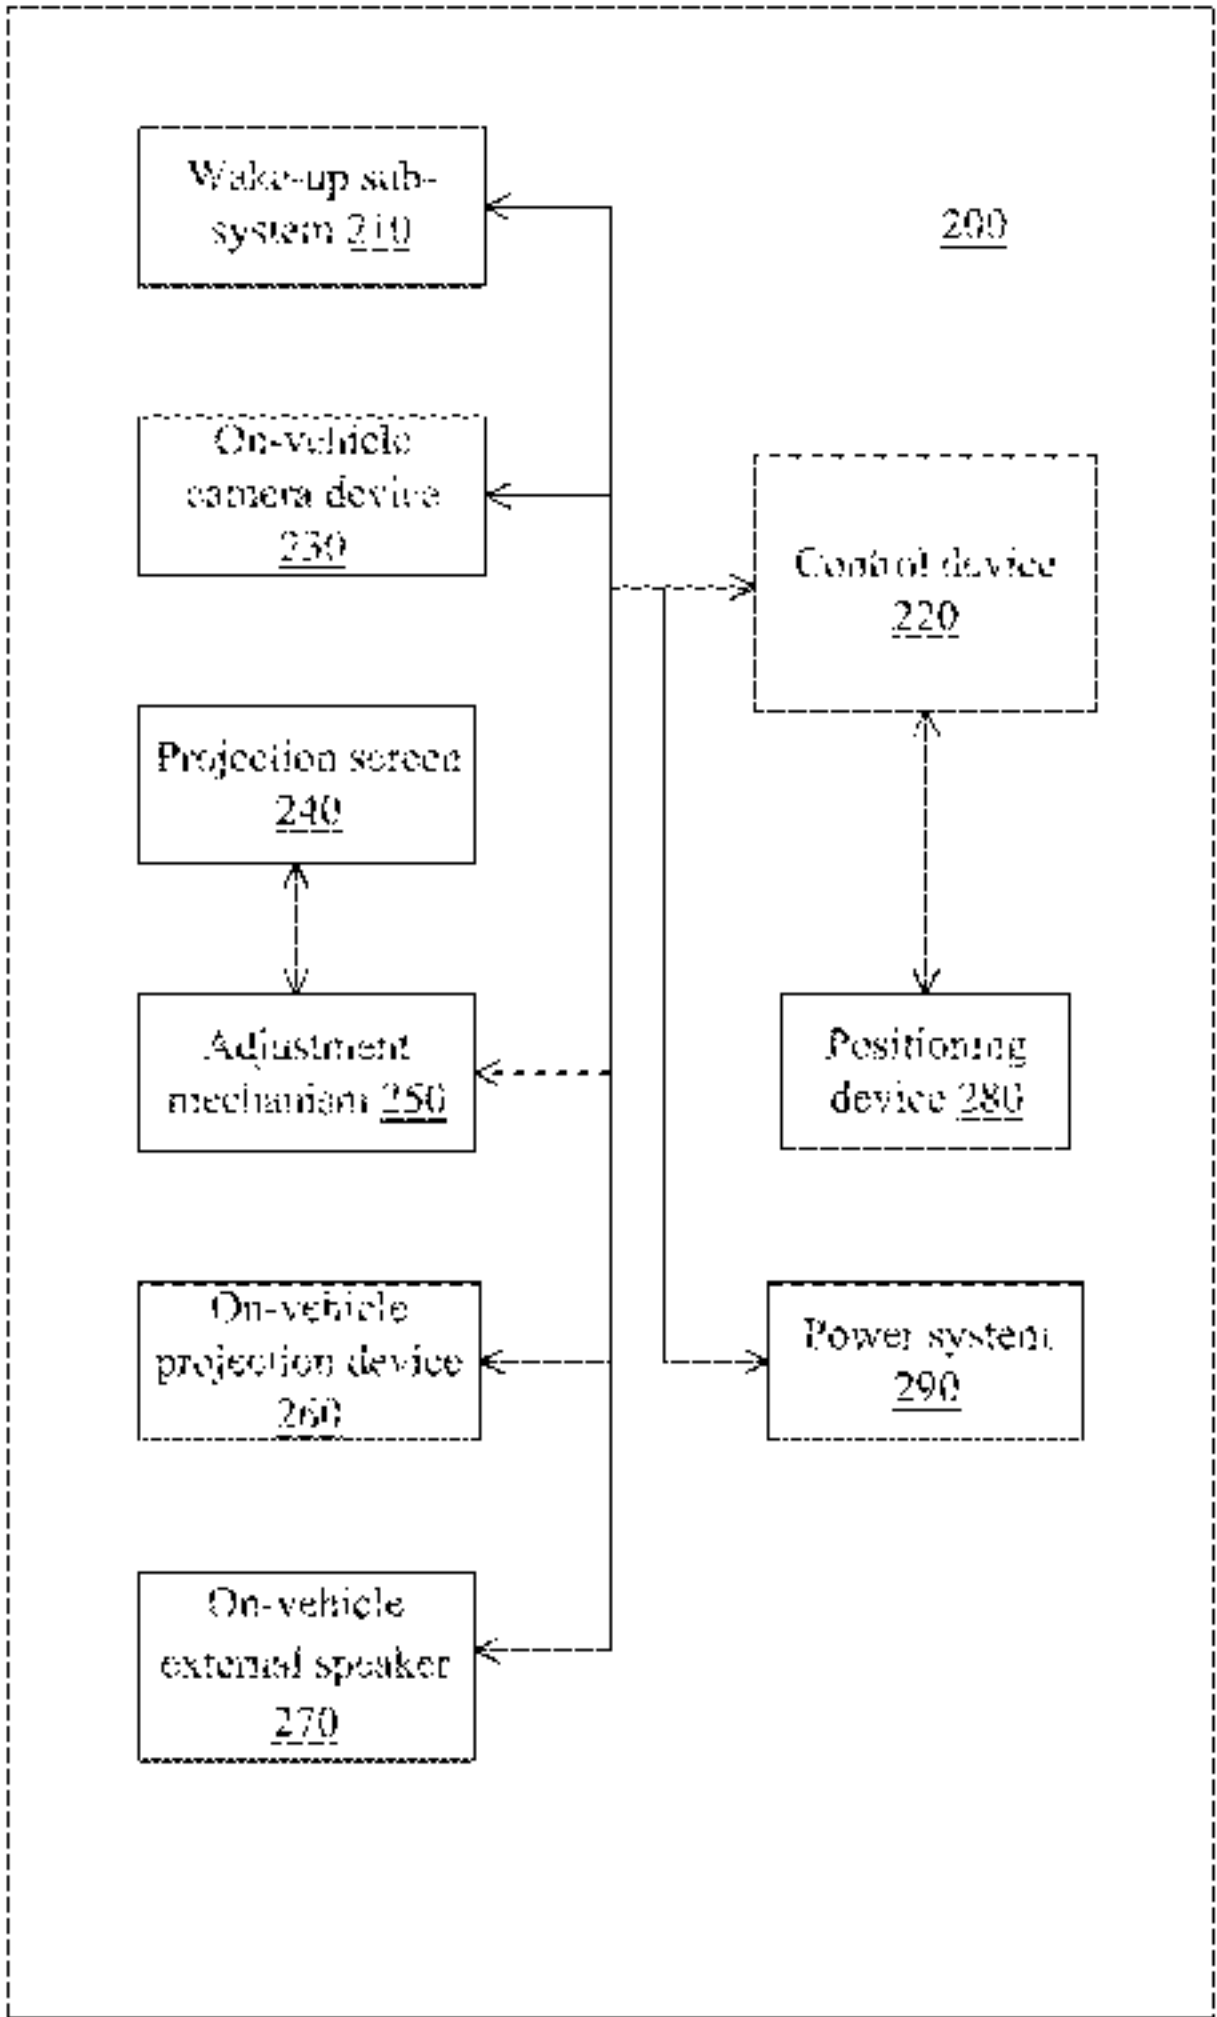 Wake-up sub-
system 210
200
On-vehicle
camera device
230
Control device
220
Projection screen
240
Adjustment
mechanism 250
Positioning
device 280
On-vehicle
projection device
260
Power system
290
On-vehicle
external speaker
270